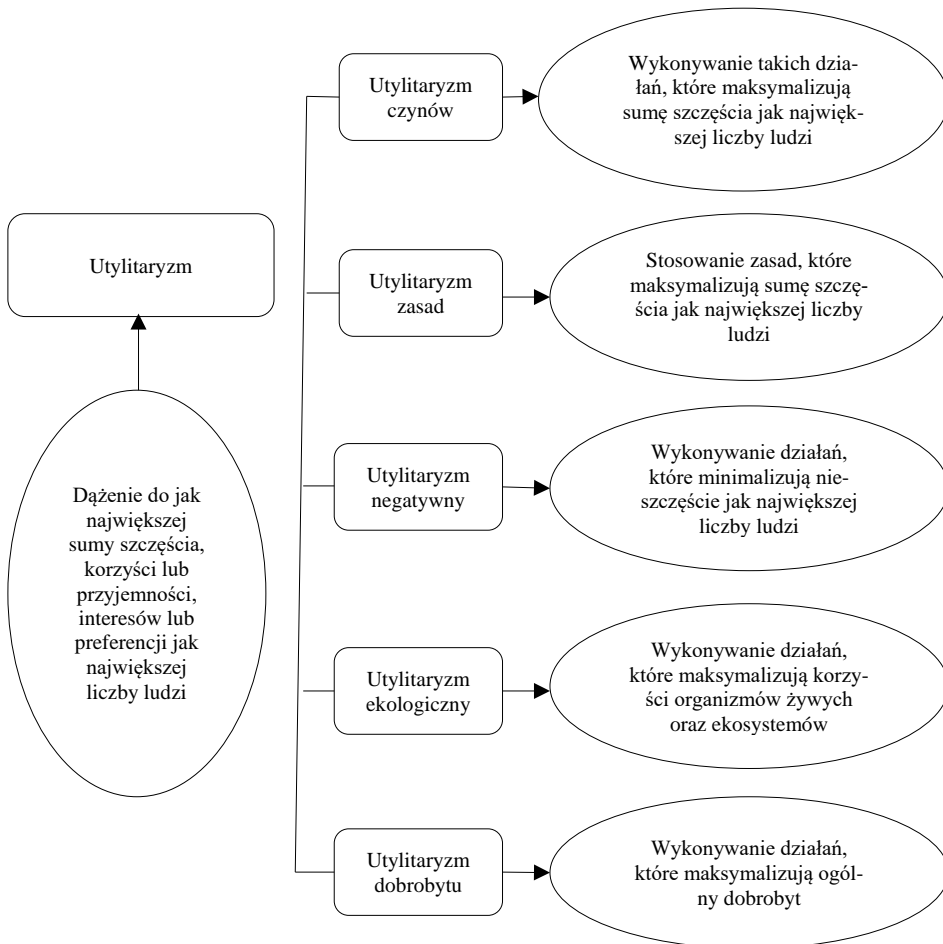 Utylitaryzm
Dążenie do jak
największej
sumy szczęścia,
korzyści lub
przyjemności,
interesów lub
preferencji jak
największej
liczby ludzi
Utylitaryzm
czynów
Wykonywanie takich dzia-
łań, które maksymalizują
sumę szczęścia jak najwięk-
szej liczby ludzi
Utylitaryzm
zasad
Stosowanie zasad, które
maksymalizują sumę szczę-
ścia jak największej liczby
ludzi
Utylitaryzm
negatywny
Wykonywanie działań,
które minimalizują nie-
szczęście jak największej
liczby ludzi
Utylitaryzm
ekologiczny
Wykonywanie działań,
które maksymalizują korzy-
ści organizmów żywych
oraz ekosystemów
Utylitaryzm
dobrobytu
Wykonywanie działań,
które maksymalizują ogól-
ny dobrobyt